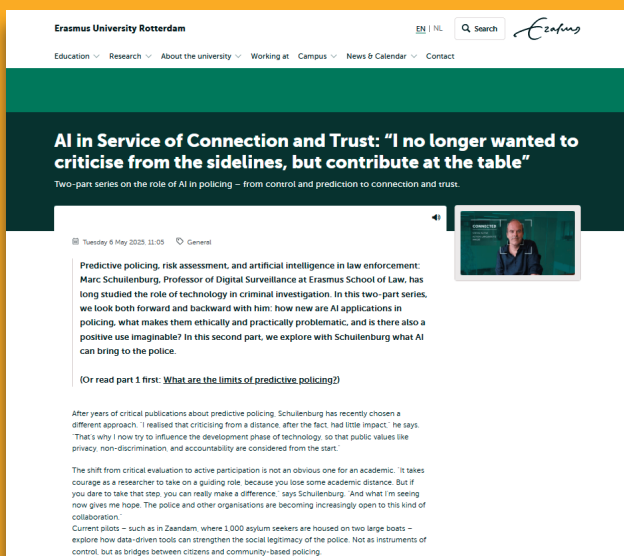 Erasmus University Rotterdam
EN | NL
Search
Erasmus
Education
Research
About the university
Working at
Campus
News & Calendar
Contact
AI in Service of Connection and Trust: “I no longer wanted to
criticise from the sidelines, but contribute at the table”
Two-part series on the role of AI in policing – from control and prediction to connection and trust.
Tuesday 6 May 2025, 11:05
General
CONNECTED
Predictive policing, risk assessment, and artificial intelligence in law enforcement:
Marc Schuilenburg, Professor of Digital Surveillance at Erasmus School of Law, has
long studied the role of technology in criminal investigation. In this two-part series,
we look both forward and backward with him: how new are AI applications in
policing, what makes them ethically and practically problematic, and is there also a
positive use imaginable? In this second part, we explore with Schuilenburg what AI
can bring to the police.
(Or read part 1 first: What are the limits of predictive policing?)
After years of critical publications about predictive policing, Schuilenburg has recently chosen a
different approach. “I realised that criticising from a distance, after the fact, had little impact,” he says.
“That’s why I now try to influence the development phase of technology, so that public values like
privacy, non-discrimination, and accountability are considered from the start.”
The shift from critical evaluation to active participation is not an obvious one for an academic. “It takes
courage as a researcher to take on a guiding role, because you lose some academic distance. But if
you dare to take that step, you can really make a difference,” says Schuilenburg. “And what I’m seeing
now gives me hope. The police and other organisations are becoming increasingly open to this kind of
collaboration.”
Current pilots – such as in Zaandam, where 1,000 asylum seekers are housed on two large boats –
explore how data-driven tools can strengthen the social legitimacy of the police. Not as instruments of
control, but as bridges between citizens and community-based policing.